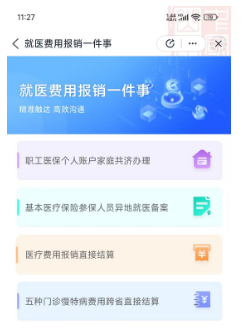 11:27
就医费用报销一件事
就医费用报销一件事
精准触达 高效沟通
职工医保个人账户家庭共济办理
基本医疗保险参保人员异地就医备案
医疗费用报销直接结算
五种门诊慢特病费用跨省直接结算